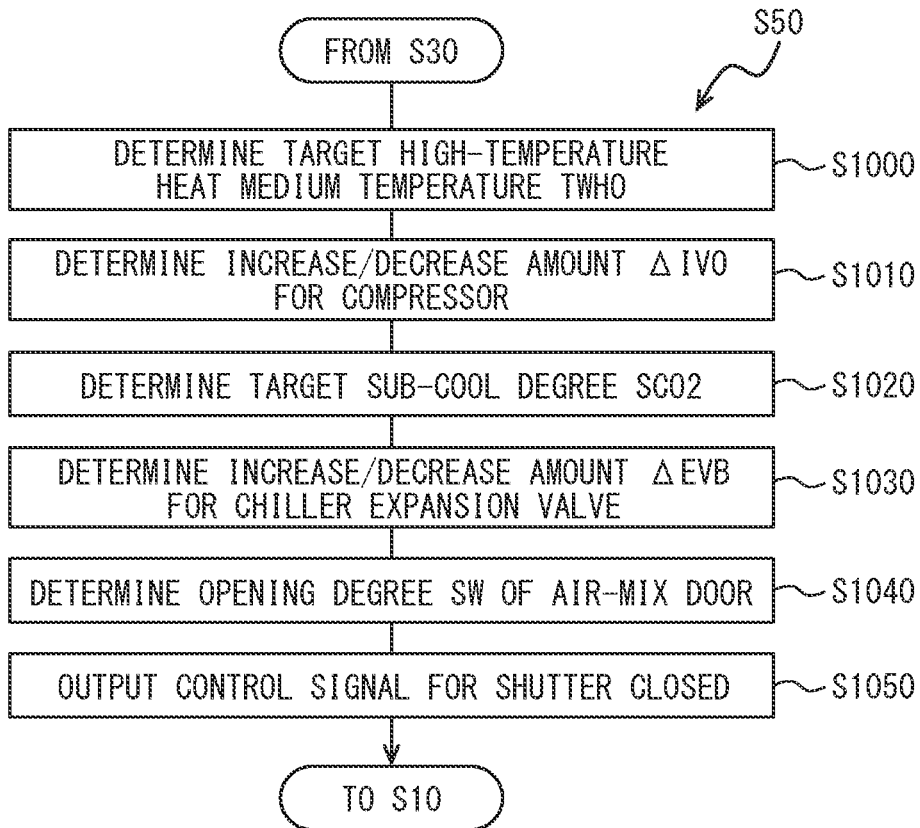 FROM S30
S50
DETERMINE TARGET HIGH-TEMPERATURE
HEAT MEDIUM TEMPERATURE TWHO
S1000
DETERMINE INCREASE/DECREASE AMOUNT ΔIVO
FOR COMPRESSOR
S1010
DETERMINE TARGET SUB-COOL DEGREE SCO2
S1020
DETERMINE INCREASE/DECREASE AMOUNT ΔEVB
FOR CHILLER EXPANSION VALVE
S1030
DETERMINE OPENING DEGREE SW OF AIR-MIX DOOR
S1040
OUTPUT CONTROL SIGNAL FOR SHUTTER CLOSED
S1050
TO S10